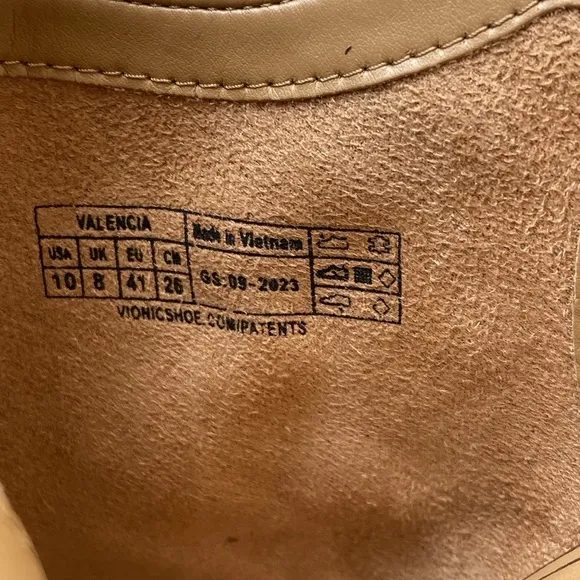 VALENCIA Made in Vietnam
USA UK EU CM
10 8 41 26 GS-09-2023
VIONICSHOE.COM/PATENTS